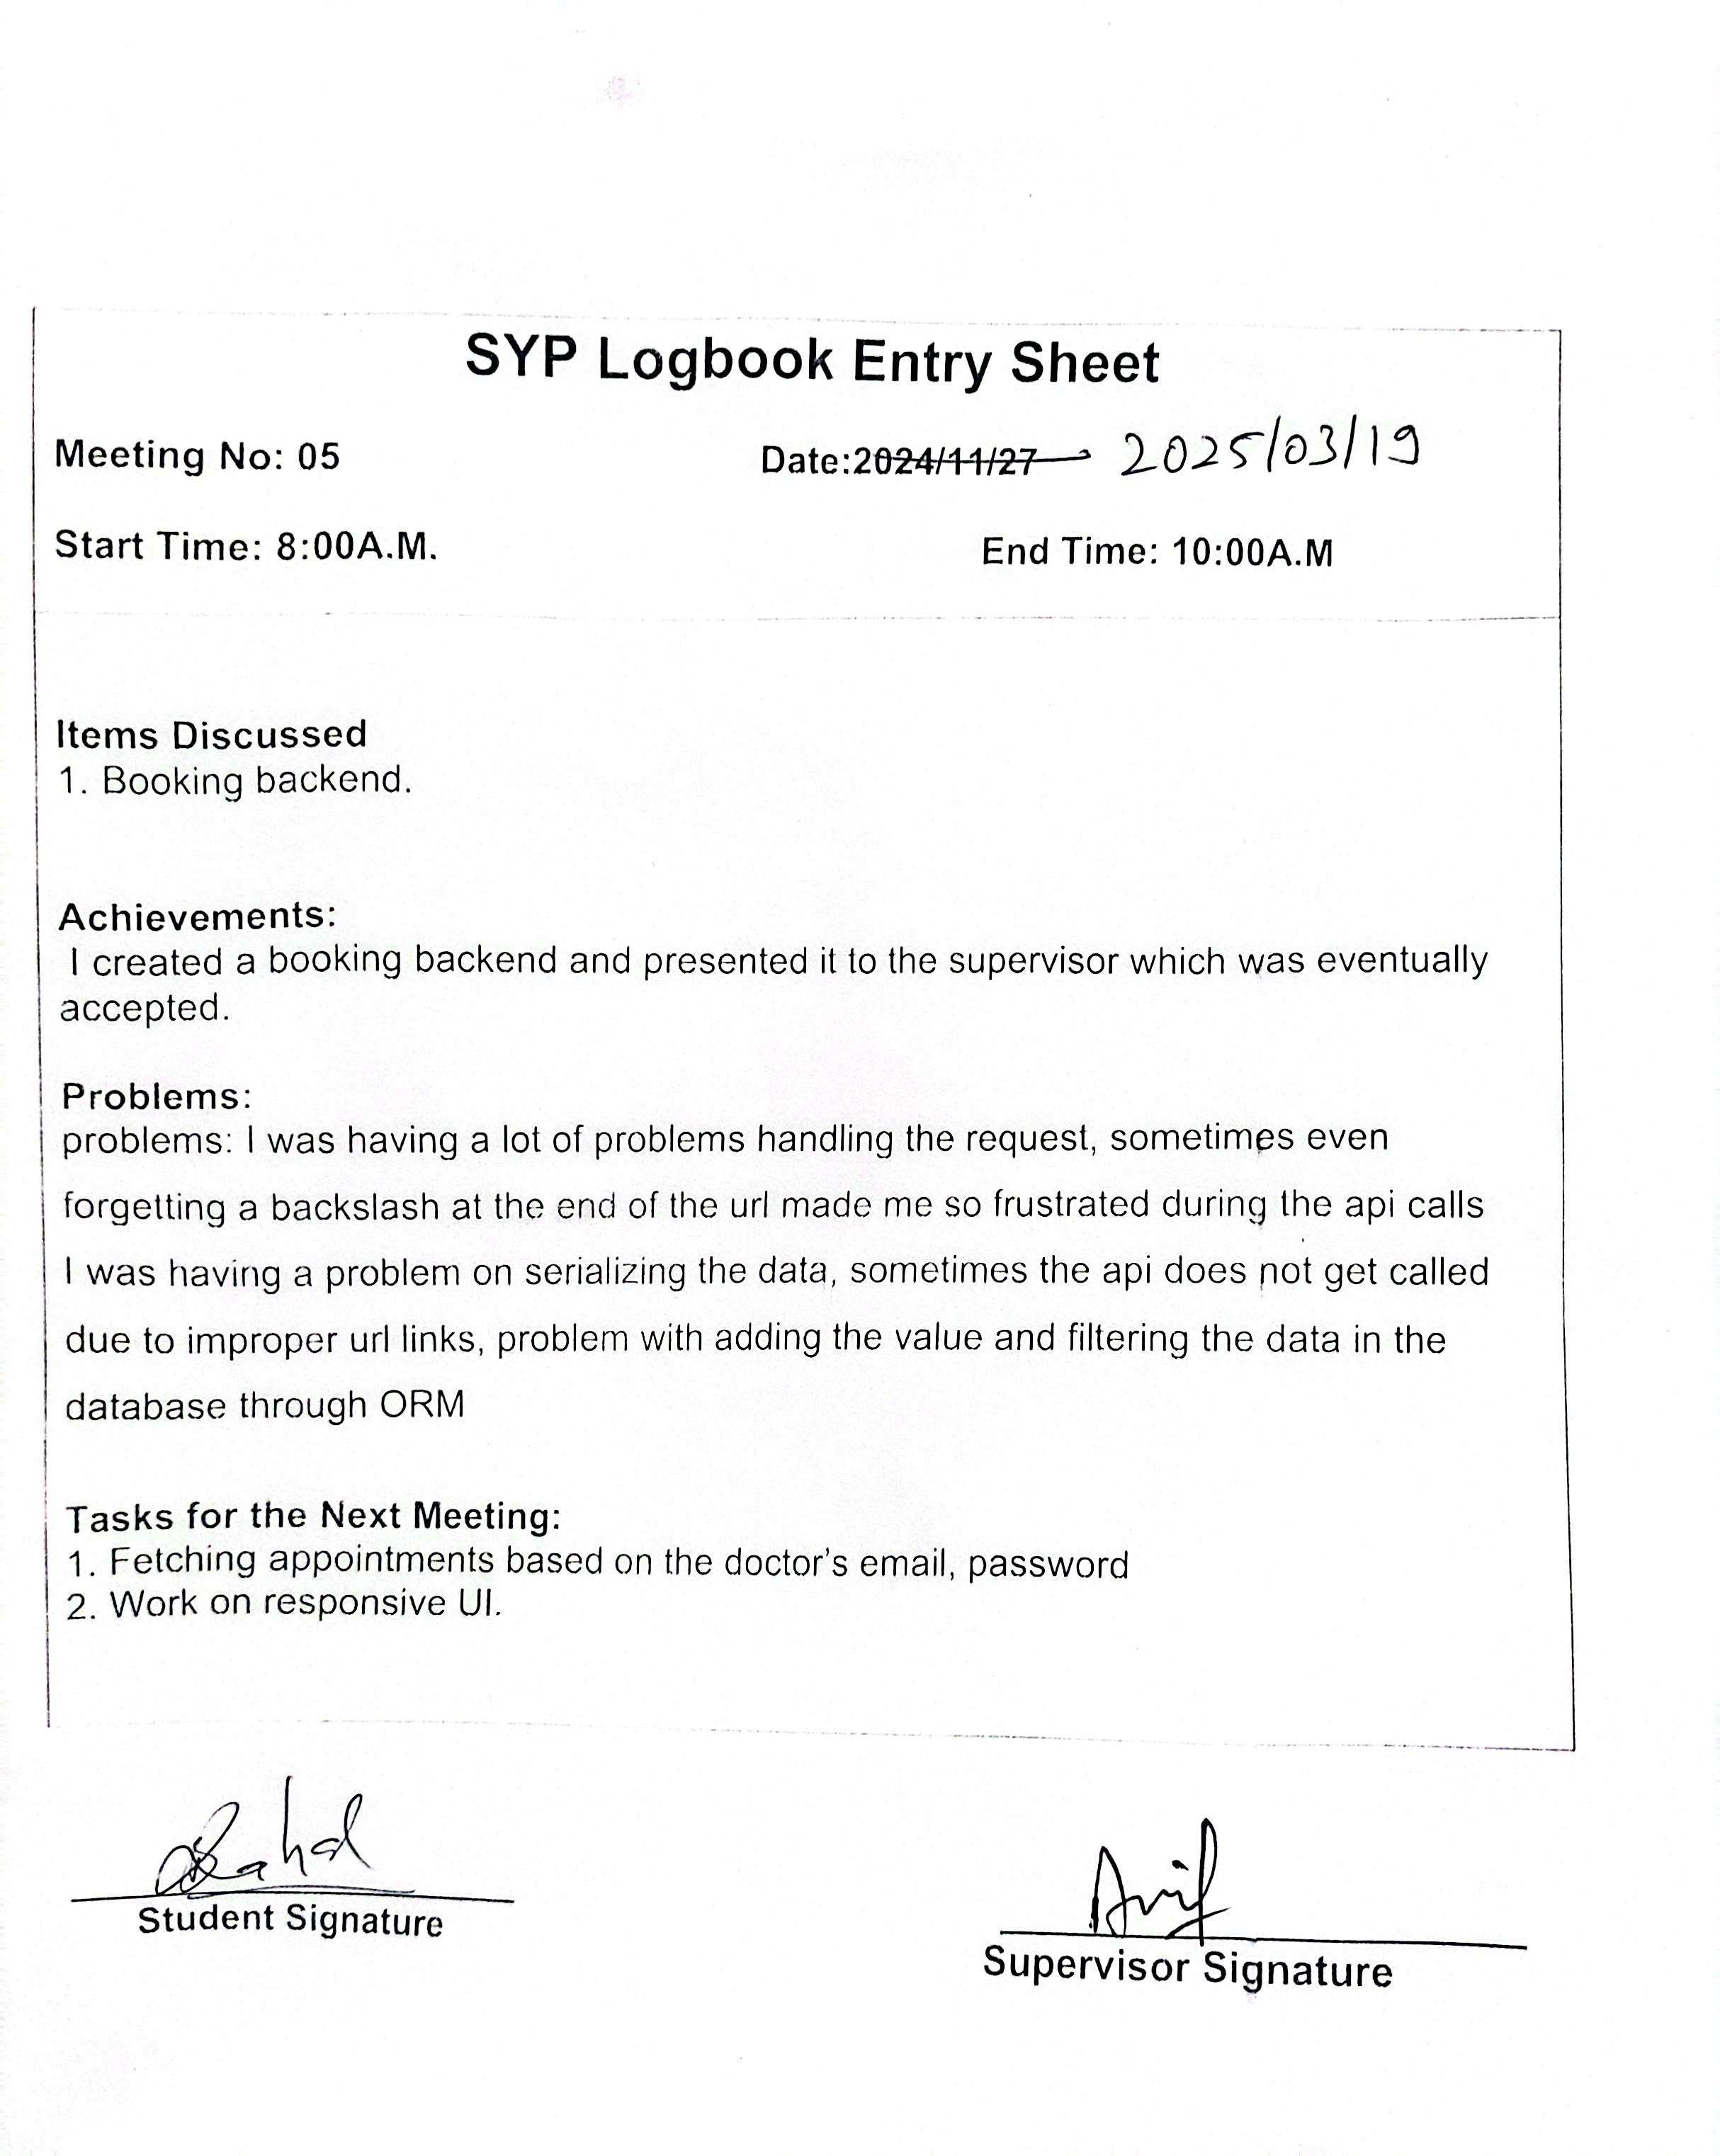 SYP Logbook Entry Sheet
Meeting No: 05 Date:2024/11/27 2025/03/19
Start Time: 8:00A.M. End Time: 10:00A.M
Items Discussed
1. Booking backend.
Achievements:
I created a booking backend and presented it to the supervisor which was eventually
accepted.
Problems:
problems: I was having a lot of problems handling the request, sometimes even
forgetting a backslash at the end of the url made me so frustrated during the api calls
I was having a problem on serializing the data, sometimes the api does not get called
due to improper url links, problem with adding the value and filtering the data in the
database through ORM
Tasks for the Next Meeting:
1. Fetching appointments based on the doctor's email, password
2. Work on responsive UI.
Student Signature
Supervisor Signature